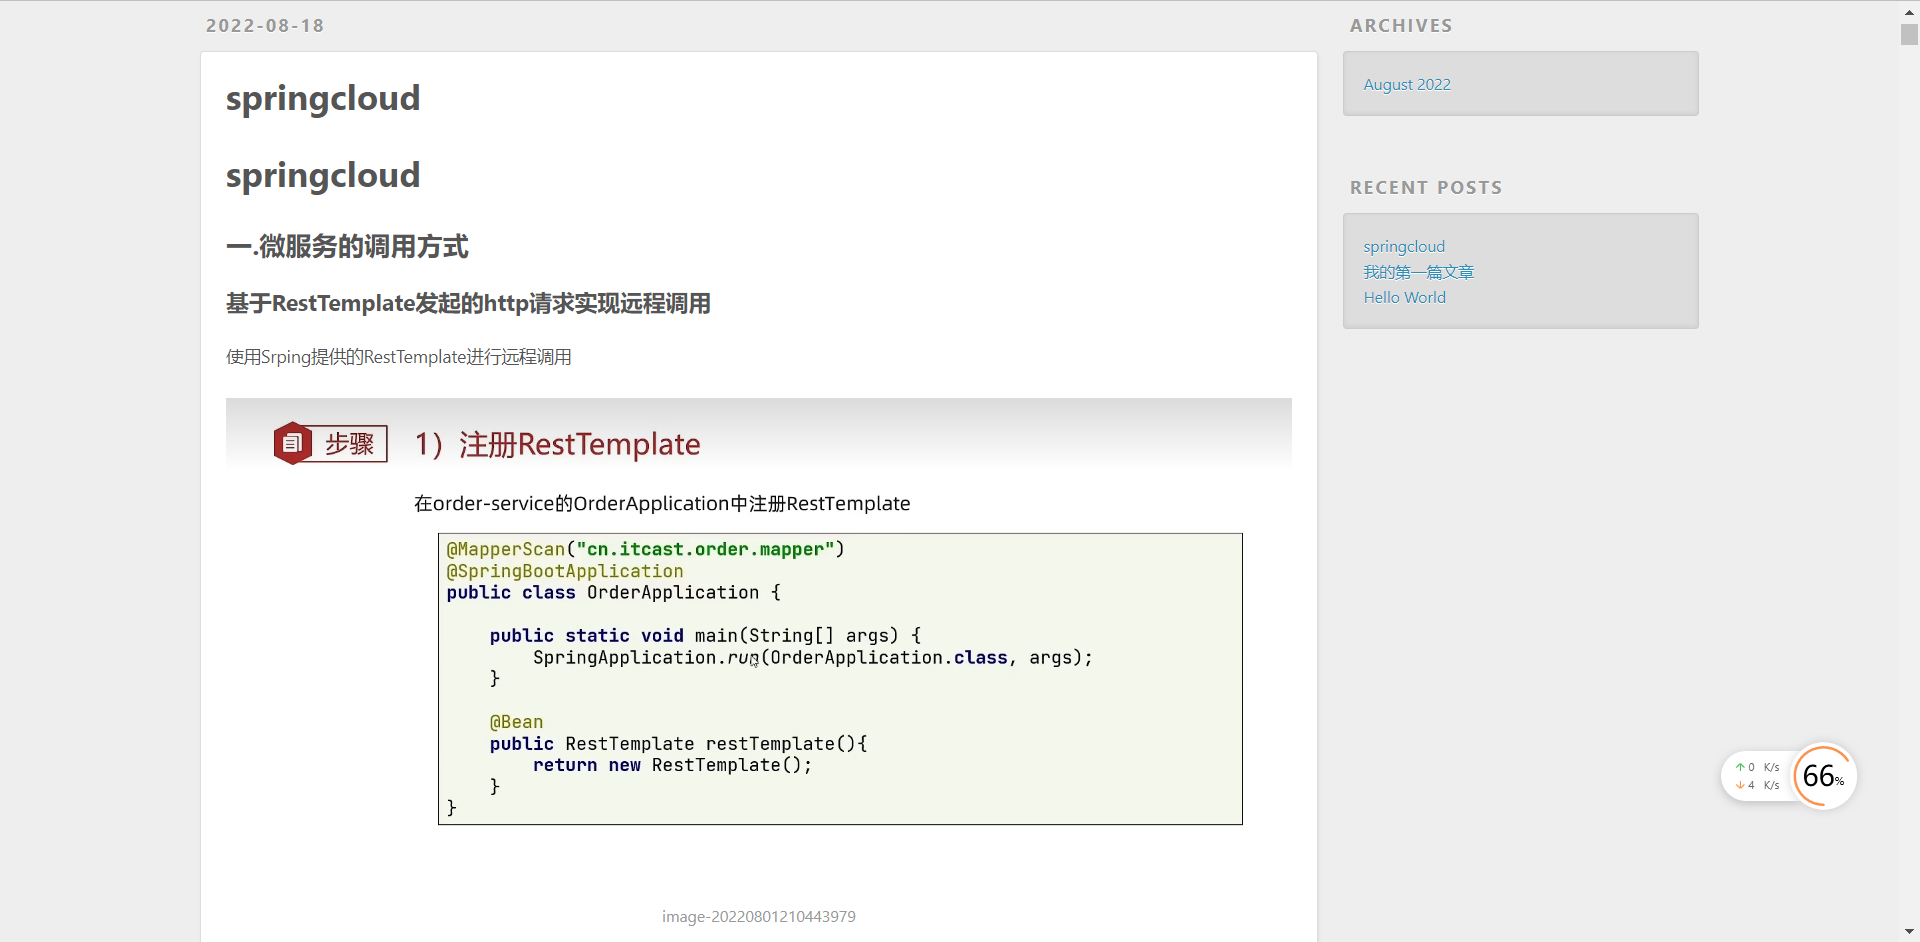 2022-08-18
springcloud
springcloud
一.微服务的调用方式
基于RestTemplate发起的http请求实现远程调用
使用Srping提供的RestTemplate进行远程调用
步骤 1）注册RestTemplate
在order-service的OrderApplication中注册RestTemplate
@MapperScan("cn.itcast.order.mapper")
@SpringBootApplication
public class OrderApplication {
public static void main(String[] args) {
SpringApplication.run(OrderApplication.class, args);
}
@Bean
public RestTemplate restTemplate(){
return new RestTemplate();
}
}
image-20220801210443979
ARCHIVES
August 2022
RECENT POSTS
springcloud
我的第一篇文章
Hello World
↑ 0 K/s
↓ 4 K/s
66%